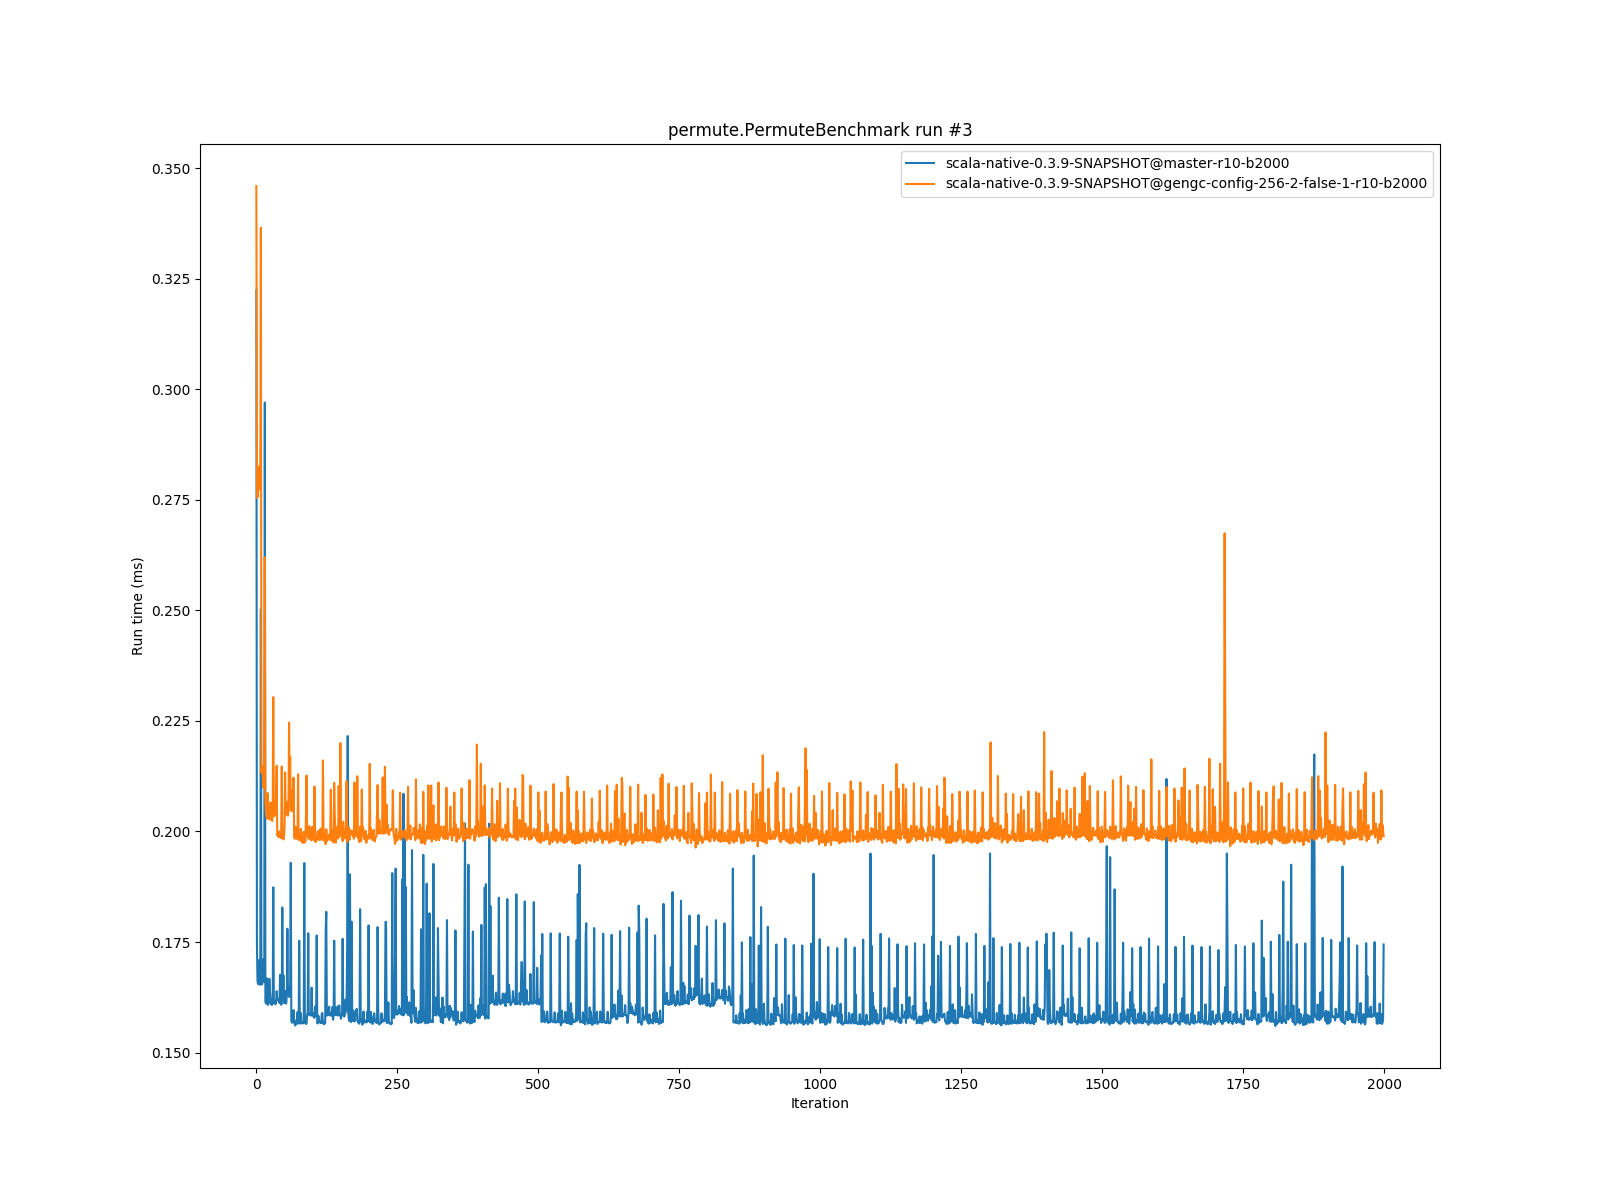 permute.PermuteBenchmark run #3
scala-native-0.3.9-SNAPSHOT@master-r10-b2000
scala-native-0.3.9-SNAPSHOT@gengc-config-256-2-false-1-r10-b2000
0.350
0.325
0.300
0.275
0.250
0.225
0.200
0.175
0.150
Run time (ms)
0 250 500 750 1000 1250 1500 1750 2000
Iteration